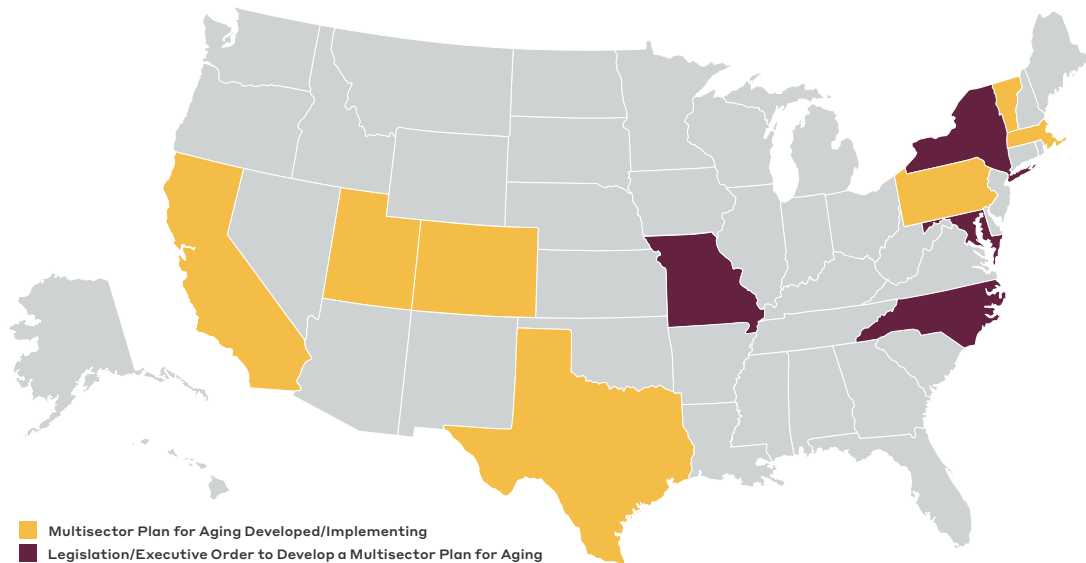 Multisector Plan for Aging Developed/Implementing
Legislation/Executive Order to Develop a Multisector Plan for Aging